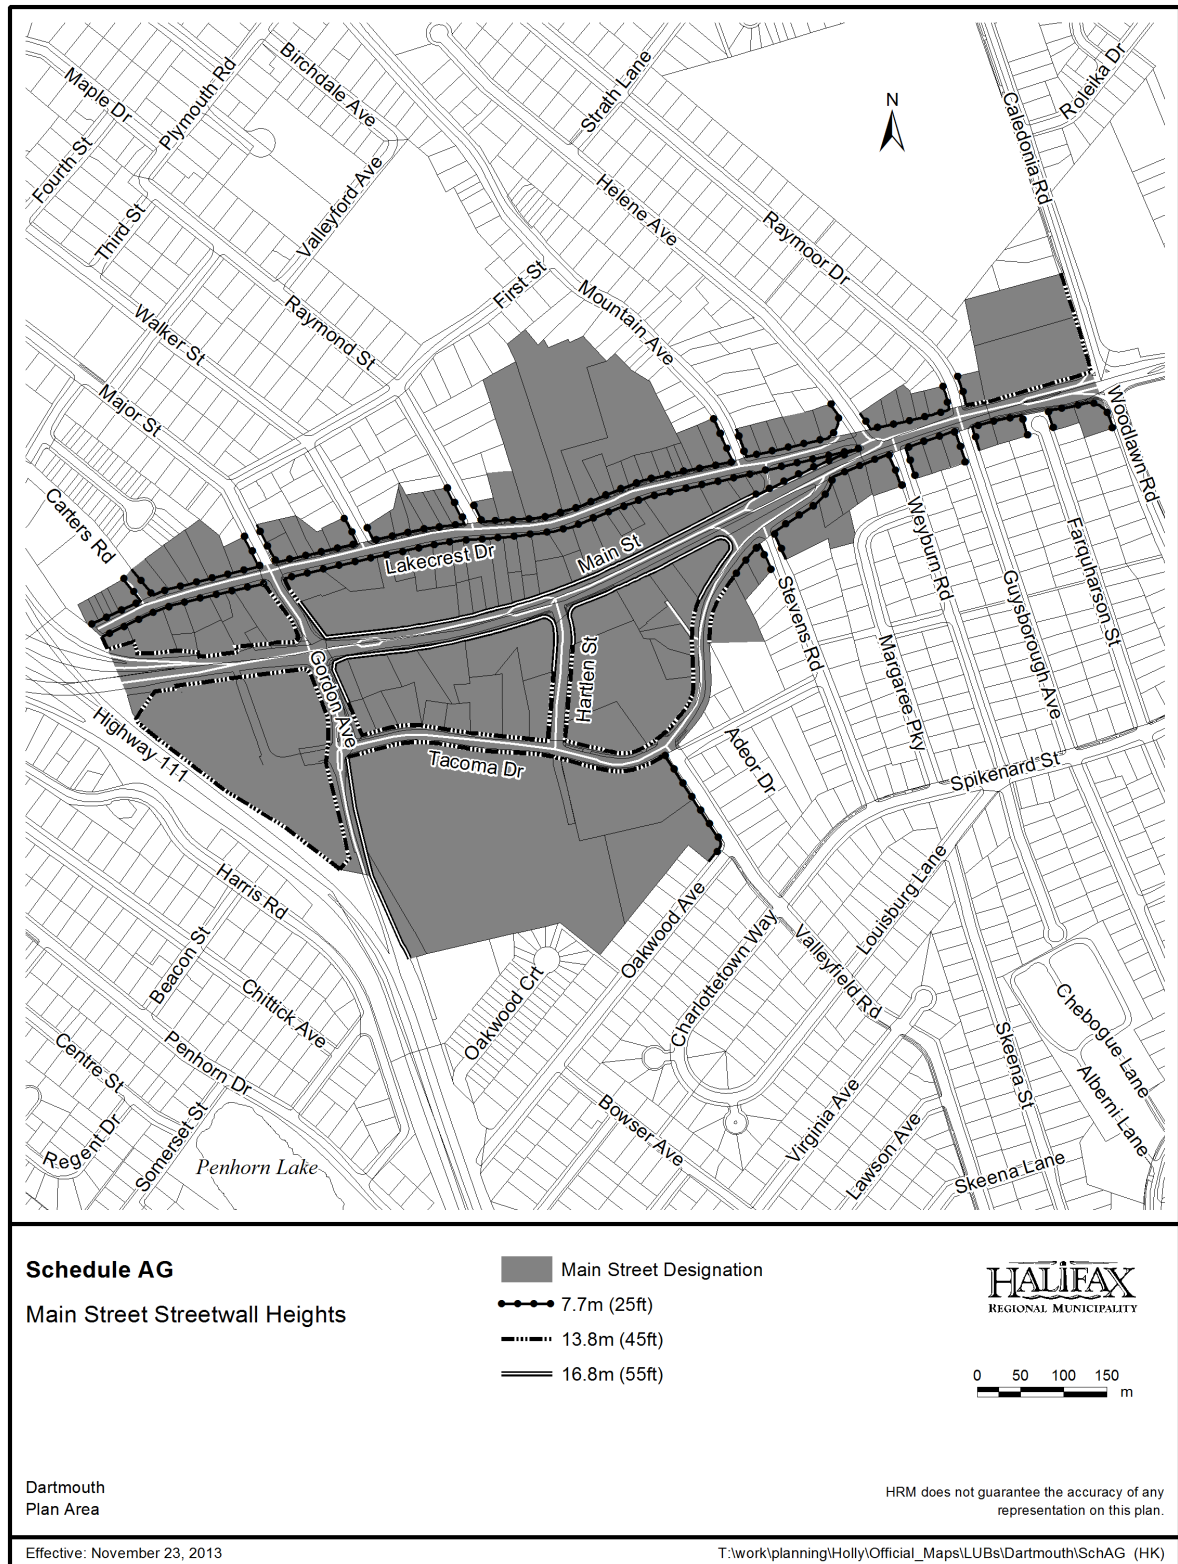 Maple Dr
Plymouth Rd
Birchdale Ave
Strath Lane
Roleika Dr
Caledonia Rd
N
Fourth St
Third St
Valleyford Ave
Helene Ave
Raymoor Dr
First St
Walker St
Raymond St
Mountain Ave
Major St
Woodlawn Rd
Carters Rd
Lakecrest Dr
Main St
Weyburn Rd
Farquharson St
Stevens Rd
Guysborough Ave
Margaree Pky
Gordon Ave
Hartlen St
Highway 111
Tacoma Dr
Adeor Dr
Spikenard St
Harris Rd
Louisburg Lane
Beacon St
Oakwood Ave
Charlottetown Way
Valleyfield Rd
Chittick Ave
Oakwood Crt
Chebogue Lane
Centre St
Penhorn Dr
Skeena St
Alberni Lane
Regent Dr
Somerset St
Bowser Ave
Virginia Ave
Lawson Ave
Penhorn Lake
Skeena Lane
Schedule AG
Main Street Streetwall Heights
Main Street Designation
7.7m (25ft)
13.8m (45ft)
16.8m (55ft)
HALIFAX
REGIONAL MUNICIPALITY
0 50 100 150
m
Dartmouth
Plan Area
HRM does not guarantee the accuracy of any
representation on this plan.
Effective: November 23, 2013
T:\work\planning\Holly\Official_Maps\LUBs\Dartmouth\SchAG (HK)